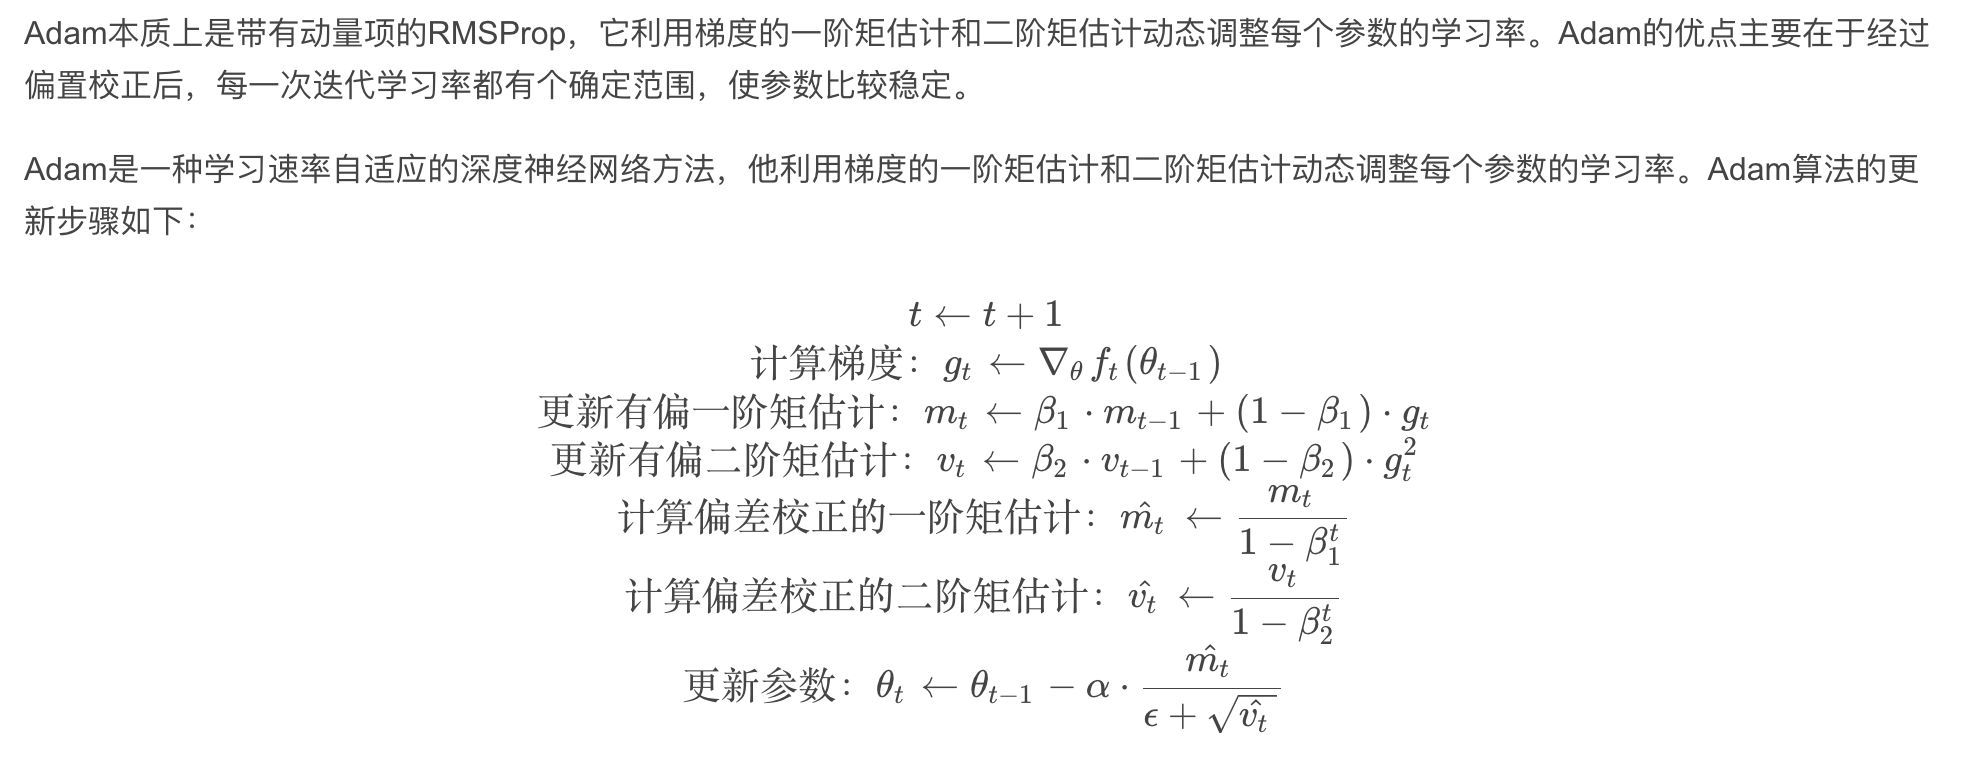 Adam本质上是带有动量项的RMSProp，它利用梯度的一阶矩估计和二阶矩估计动态调整每个参数的学习率。Adam的优点主要在于经过
偏置校正后，每一次迭代学习率都有个确定范围，使参数比较稳定。
Adam是一种学习速率自适应的深度神经网络方法，他利用梯度的一阶矩估计和二阶矩估计动态调整每个参数的学习率。Adam算法的更
新步骤如下：
$t \leftarrow t + 1$
计算梯度：$g_t \leftarrow \nabla_\theta f_t(\theta_{t-1})$
更新有偏一阶矩估计：$m_t \leftarrow \beta_1 \cdot m_{t-1} + (1 - \beta_1) \cdot g_t$
更新有偏二阶矩估计：$v_t \leftarrow \beta_2 \cdot v_{t-1} + (1 - \beta_2) \cdot g_t^2$
计算偏差校正的一阶矩估计：$\hat{m_t} \leftarrow \frac{m_t}{1 - \beta_1^t}$
计算偏差校正的二阶矩估计：$\hat{v_t} \leftarrow \frac{v_t}{1 - \beta_2^t}$
更新参数：$\theta_t \leftarrow \theta_{t-1} - \alpha \cdot \frac{\hat{m_t}}{\epsilon + \sqrt{\hat{v_t}}}$